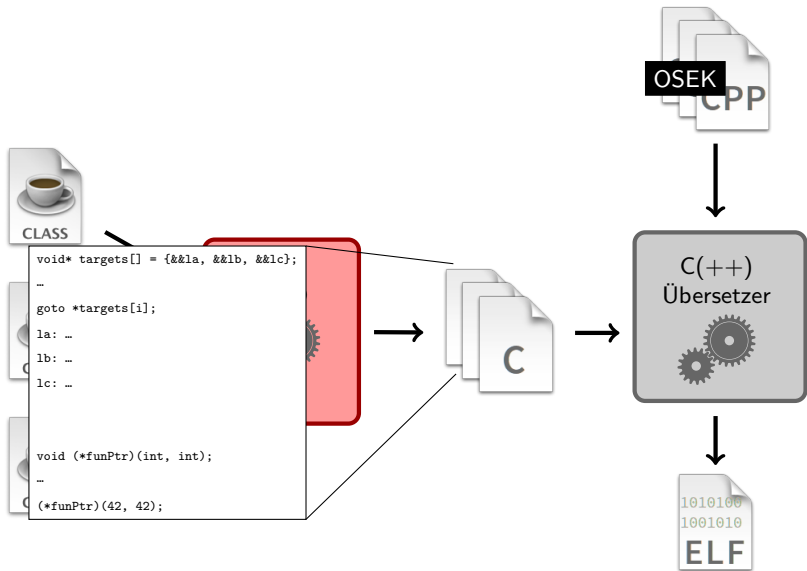 OSEK
CPP
CLASS
void* targets[] = {&&la, &&lb, &&lc};
…
goto *targets[i];
la: …
lb: …
lc: …
void (*funPtr)(int, int);
…
(*funPtr)(42, 42);
C
C(++)
Übersetzer
1010100
1001010
ELF